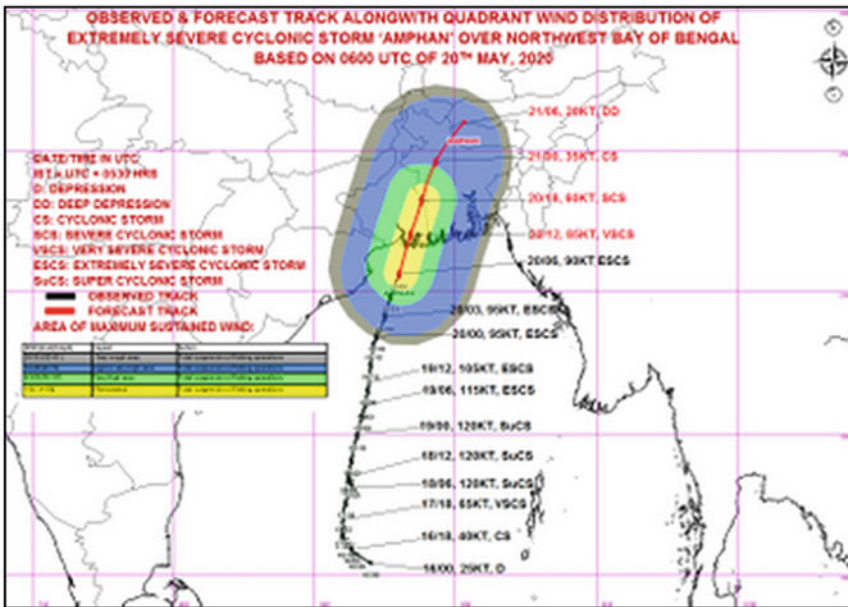 OBSERVED & FORECAST TRACK ALONGWITH QUADRANT WIND DISTRIBUTION OF
EXTREMELY SEVERE CYCLONIC STORM 'AMPHAN' OVER NORTHWEST BAY OF BENGAL
BASED ON 0600 UTC OF 20TH MAY, 2020
21/06, 20KT, DD
21/00, 35KT, CS
20/18, 60KT, SCS
20/12, 85KT, VSCS
20/06, 90KT ESCS
20/03, 95KT, ESCS
20/00, 95KT, ESCS
19/12, 105KT, ESCS
19/06, 115KT, ESCS
19/00, 120KT, SuCS
18/12, 120KT, SuCS
18/06, 120KT, SuCS
17/18, 65KT, VSCS
16/18, 40KT, CS
16/00, 25KT, D
DATE/TIME IN UTC
IST = UTC + 0530 HRS
D: DEPRESSION
DD: DEEP DEPRESSION
CS: CYCLONIC STORM
SCS: SEVERE CYCLONIC STORM
VSCS: VERY SEVERE CYCLONIC STORM
ESCS: EXTREMELY SEVERE CYCLONIC STORM
SuCS: SUPER CYCLONIC STORM
OBSERVED TRACK
FORECAST TRACK
AREA OF MAXIMUM SUSTAINED WIND: